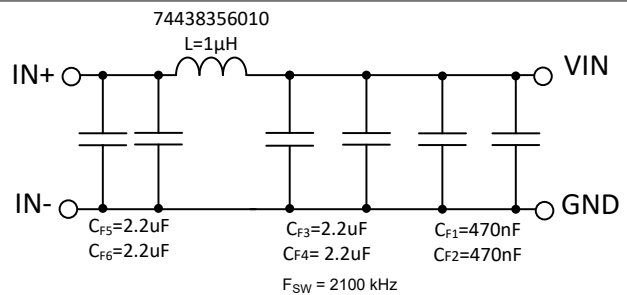 74438356010
L=1µH
IN+
VIN
IN-
GND
CF5=2.2uF
CF6=2.2uF
CF3=2.2uF
CF4= 2.2uF
CF1=470nF
CF2=470nF
FSW = 2100 kHz